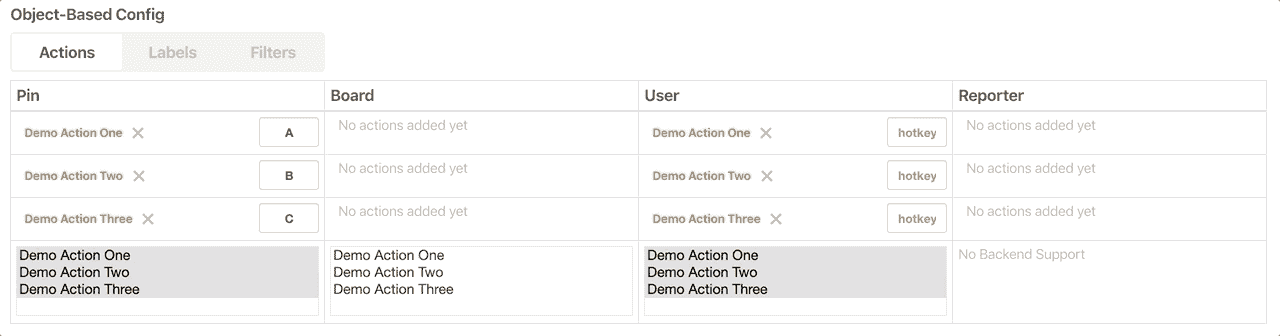 Object-Based Config
Actions Labels Filters
Pin Board User Reporter
Demo Action One × A No actions added yet Demo Action One × hotkey No actions added yet
Demo Action Two × B No actions added yet Demo Action Two × hotkey No actions added yet
Demo Action Three × C No actions added yet Demo Action Three × hotkey No actions added yet
Demo Action One Demo Action One Demo Action One No Backend Support
Demo Action Two Demo Action Two Demo Action Two
Demo Action Three Demo Action Three Demo Action Three